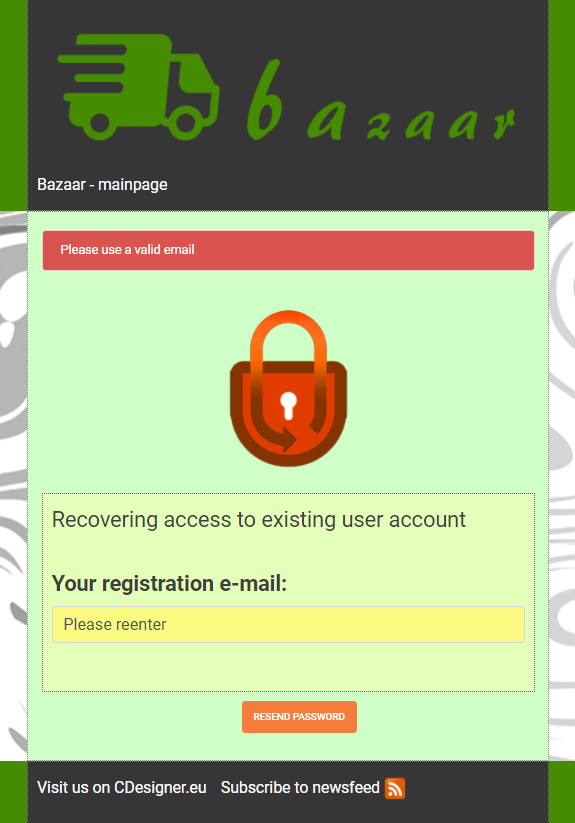 bazaar
Bazaar - mainpage
Please use a valid email
Recovering access to existing user account
Your registration e-mail:
Please reenter
RESEND PASSWORD
Visit us on CDesigner.eu Subscribe to newsfeed